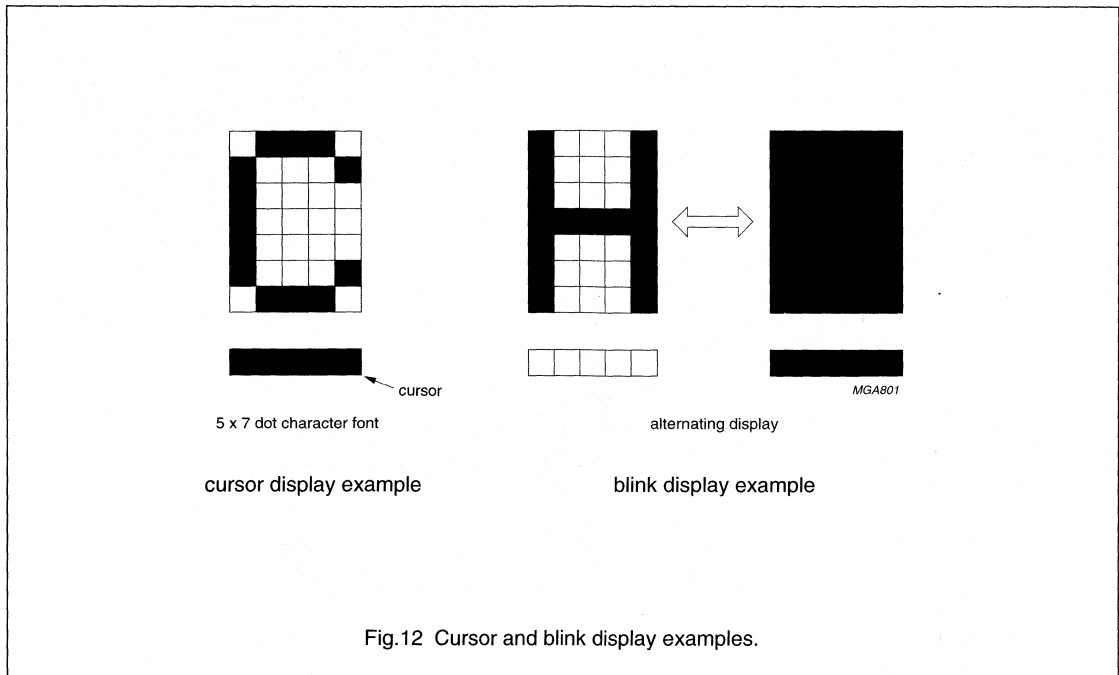 cursor
MGA801
5 x 7 dot character font
alternating display
cursor display example
blink display example
Fig.12 Cursor and blink display examples.